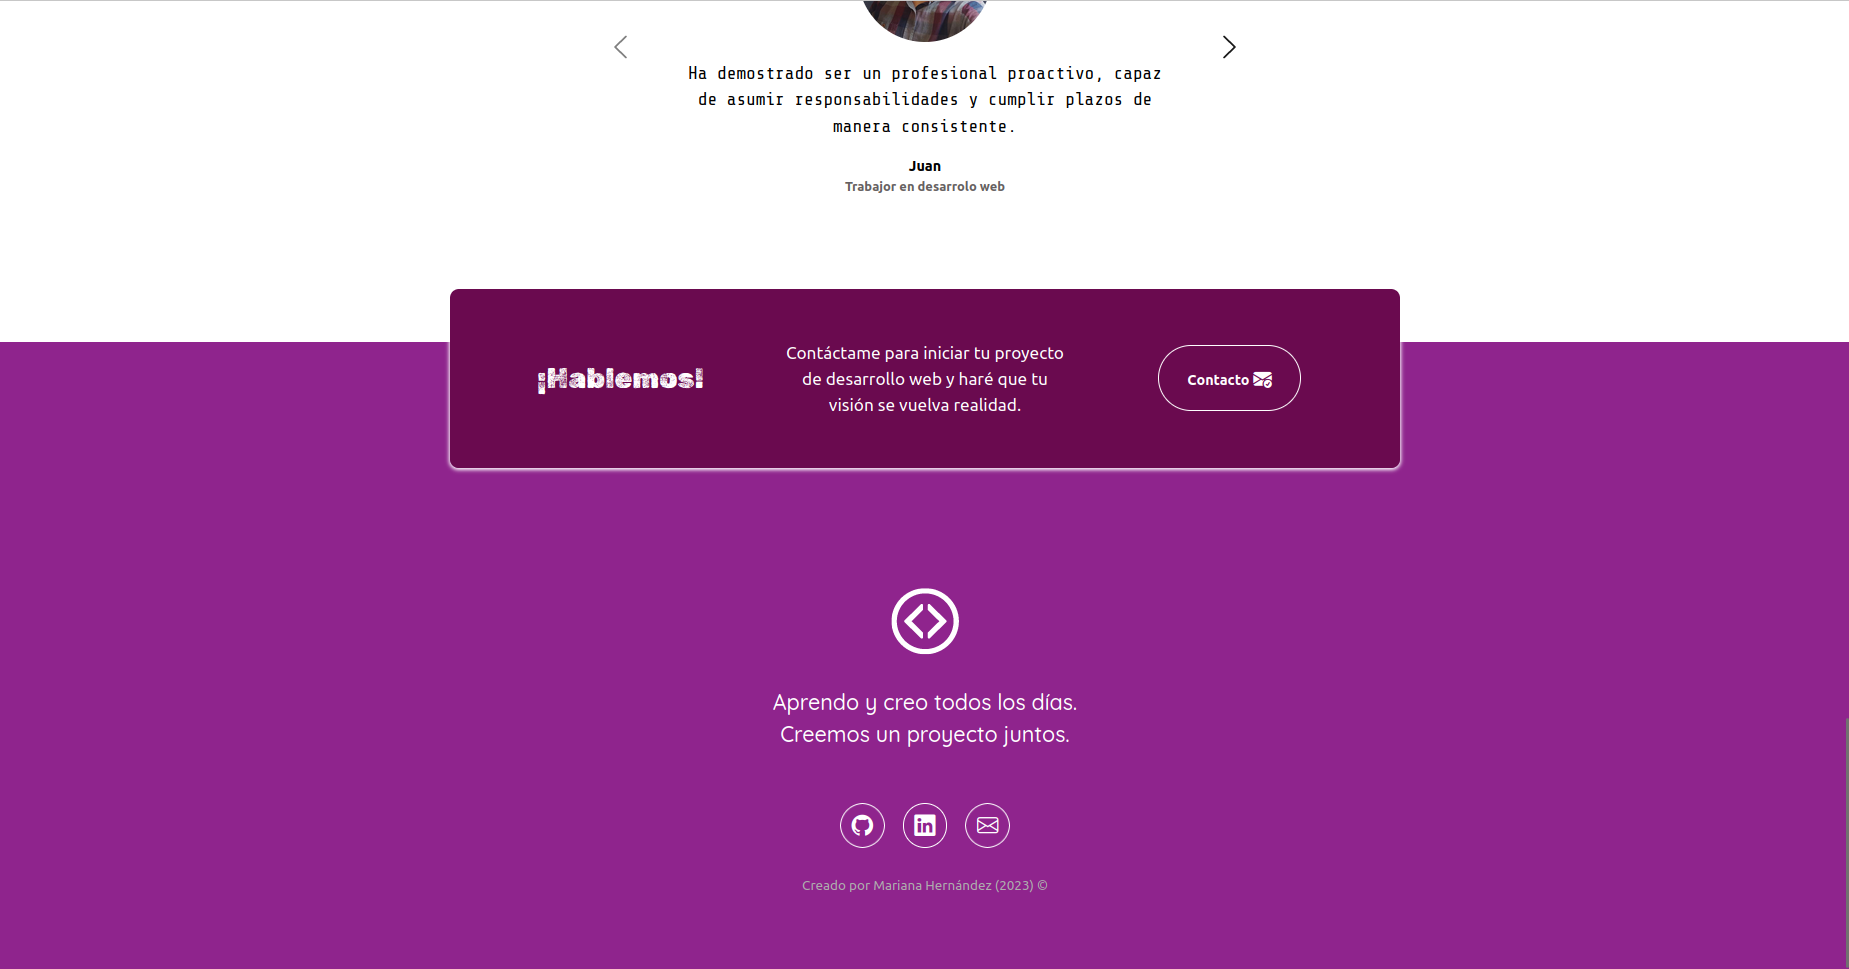 Ha demostrado ser un profesional proactivo, capaz
de asumir responsabilidades y cumplir plazos de
manera consistente.
Juan
Trabajor en desarrolo web
¡Hablemos!
Contáctame para iniciar tu proyecto
de desarrollo web y haré que tu
visión se vuelva realidad.
Contacto
Aprendo y creo todos los días.
Creemos un proyecto juntos.
in
Creado por Mariana Hernández (2023) ©